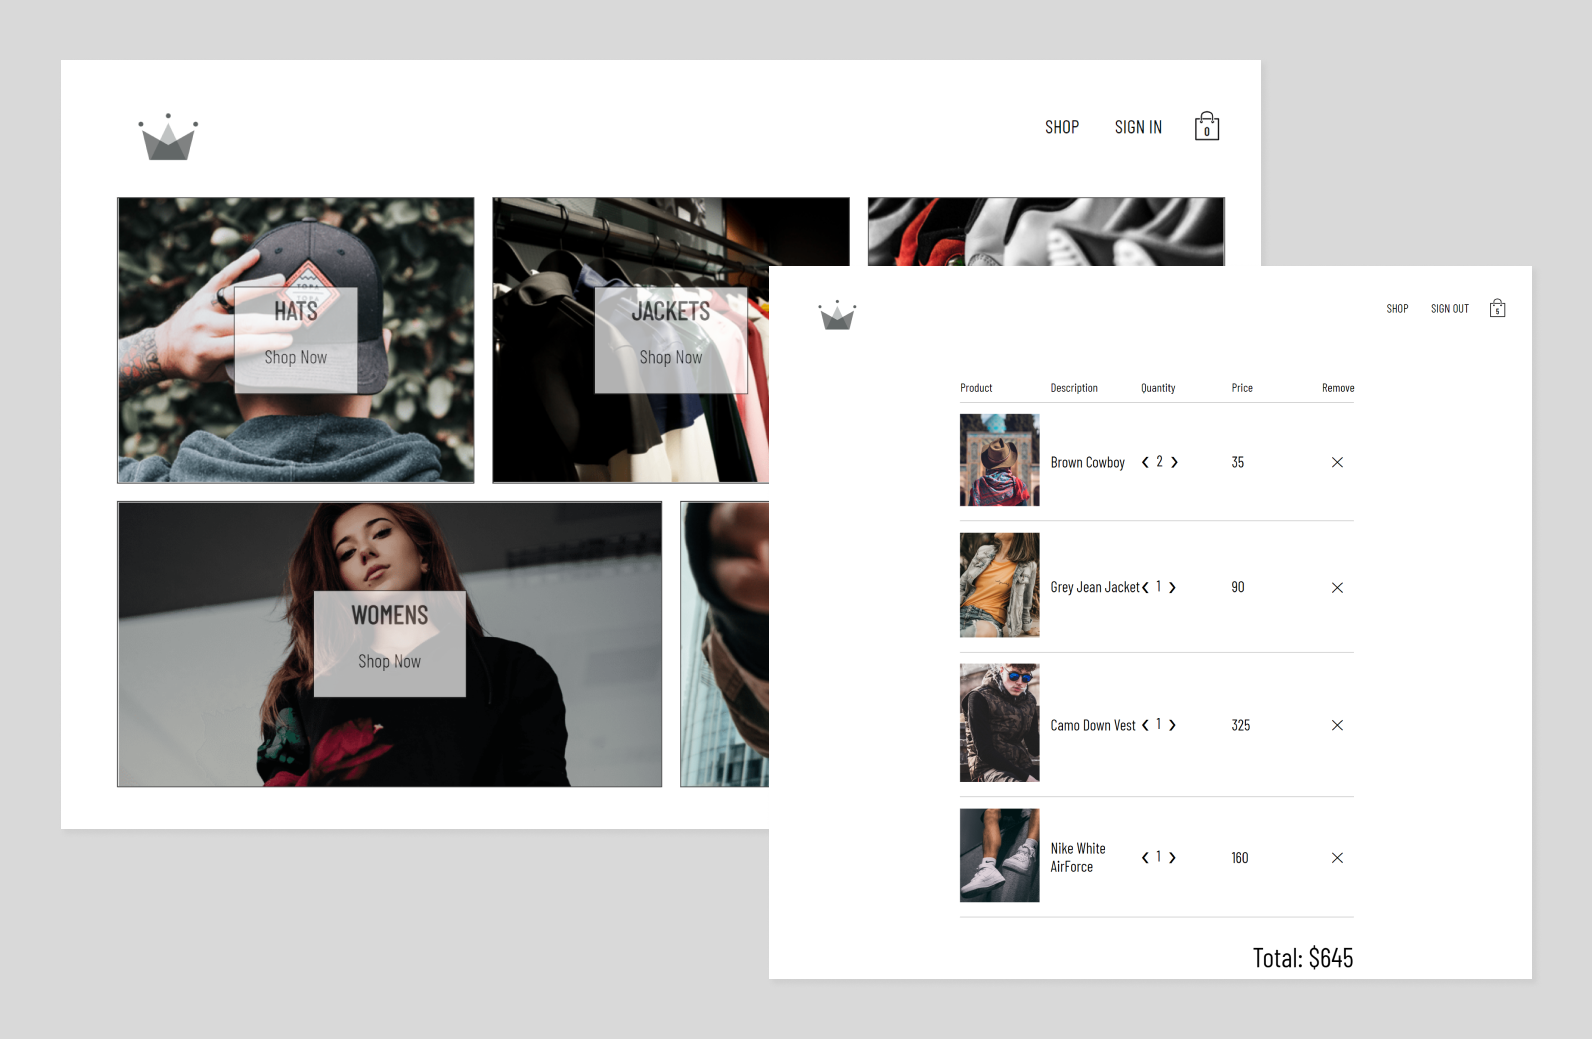 SHOP SIGN IN
0
HATS
Shop Now
JACKETS
Shop Now
WOMENS
Shop Now
SHOP SIGN OUT
5
Product Description Quantity Price Remove
Brown Cowboy ❮ 2 ❯ 35 ✕
Grey Jean Jacket ❮ 1 ❯ 90 ✕
Camo Down Vest ❮ 1 ❯ 325 ✕
Nike White
AirForce ❮ 1 ❯ 160 ✕
Total: $645